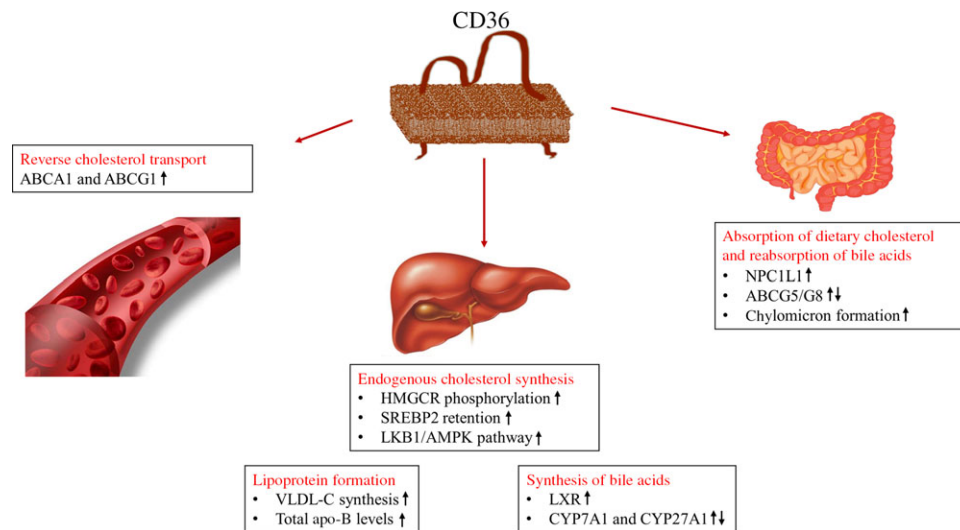 CD36
Reverse cholesterol transport
ABCA1 and ABCG1 ↑
Absorption of dietary cholesterol
and reabsorption of bile acids
• NPC1L1 ↑
• ABCG5/G8 ↑↓
• Chylomicron formation ↑
Endogenous cholesterol synthesis
• HMGCR phosphorylation ↑
• SREBP2 retention ↑
• LKB1/AMPK pathway ↑
Lipoprotein formation
• VLDL-C synthesis ↑
• Total apo-B levels ↑
Synthesis of bile acids
• LXR ↑
• CYP7A1 and CYP27A1 ↑↓